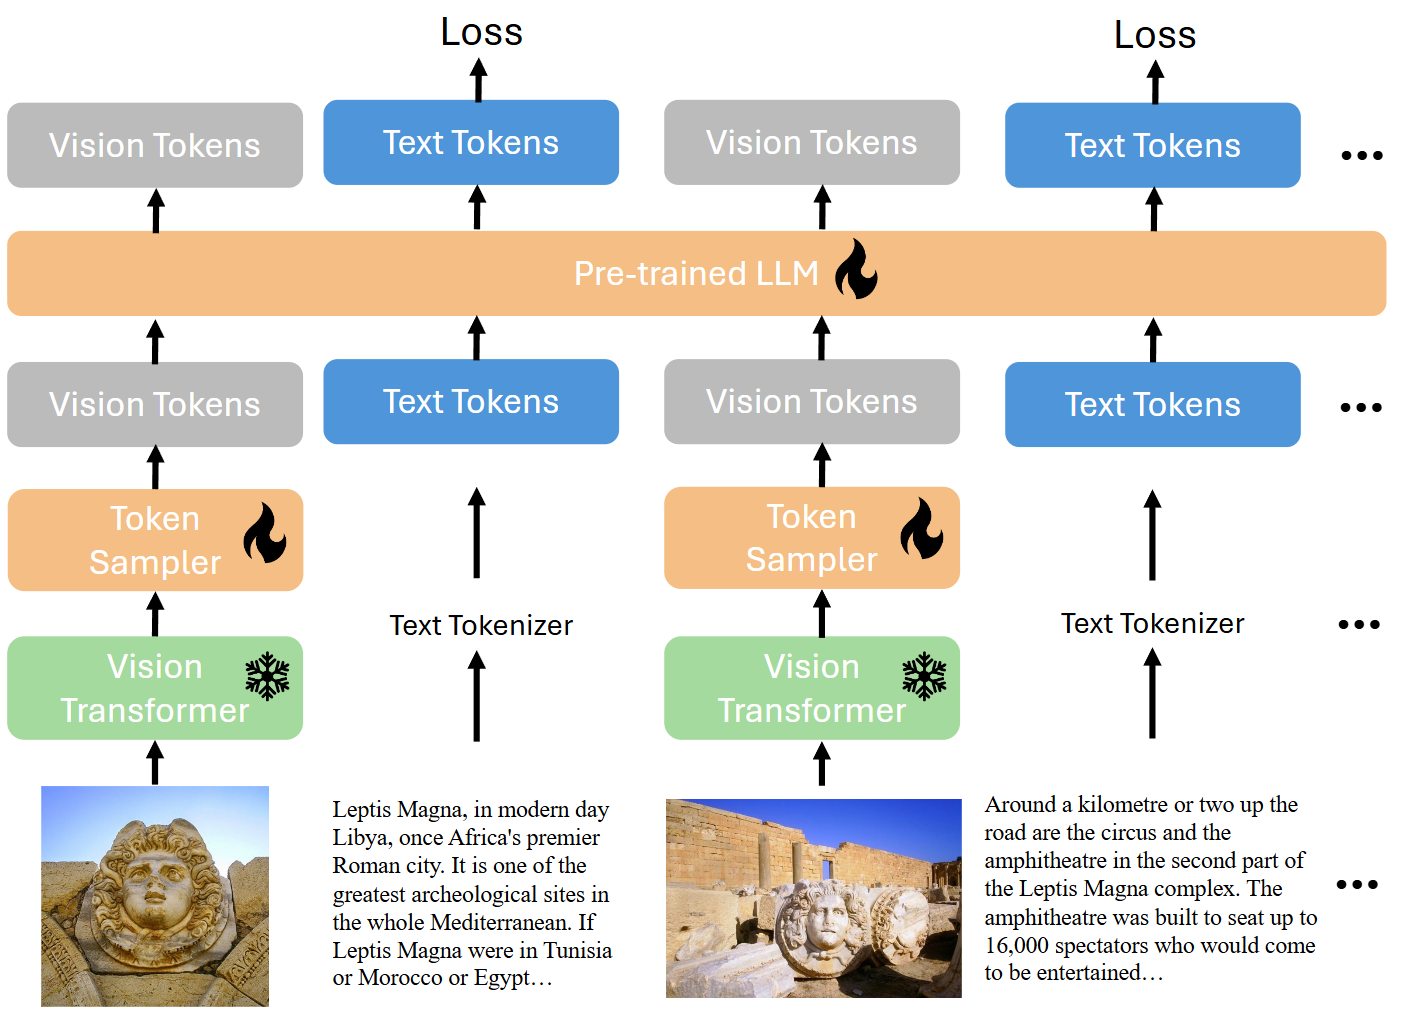 Loss
Loss
Vision Tokens
Text Tokens
Vision Tokens
Text Tokens
...
Pre-trained LLM
Vision Tokens
Text Tokens
Vision Tokens
Text Tokens
...
Token
Sampler
Token
Sampler
Text Tokenizer
Text Tokenizer
...
Vision
Transformer
Vision
Transformer
Leptis Magna, in modern day
Libya, once Africa's premier
Roman city. It is one of the
greatest archeological sites in
the whole Mediterranean. If
Leptis Magna were in Tunisia
or Morocco or Egypt…
Around a kilometre or two up the
road are the circus and the
amphitheatre in the second part of
the Leptis Magna complex. The
amphitheatre was built to seat up to
16,000 spectators who would come
to be entertained…
...